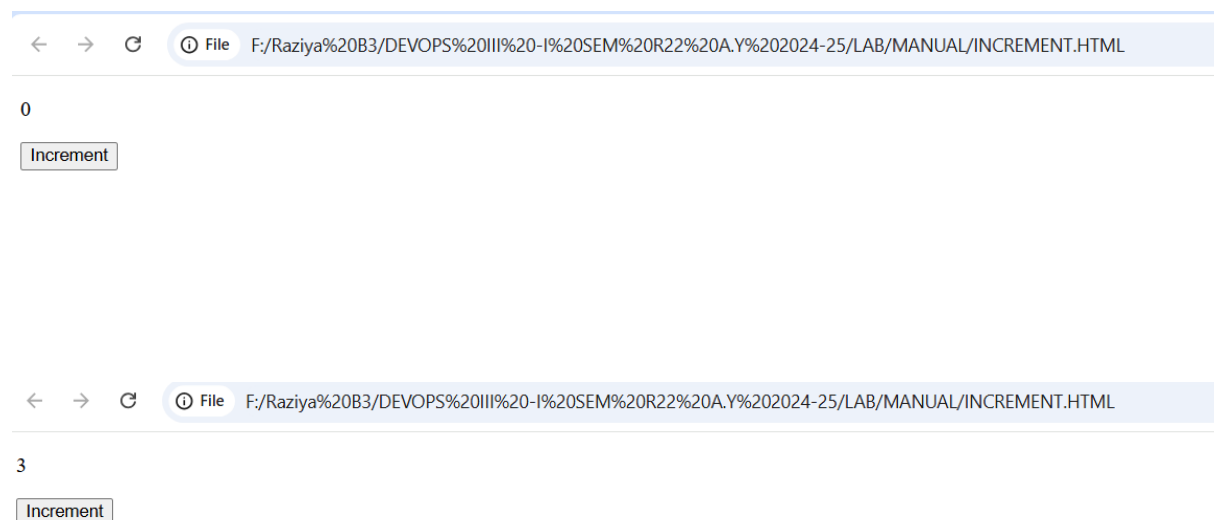 File F:/Raziya%20B3/DEVOPS%20III%20-I%20SEM%20R22%20A.Y%202024-25/LAB/MANUAL/INCREMENT.HTML
0
Increment
File F:/Raziya%20B3/DEVOPS%20III%20-I%20SEM%20R22%20A.Y%202024-25/LAB/MANUAL/INCREMENT.HTML
3
Increment